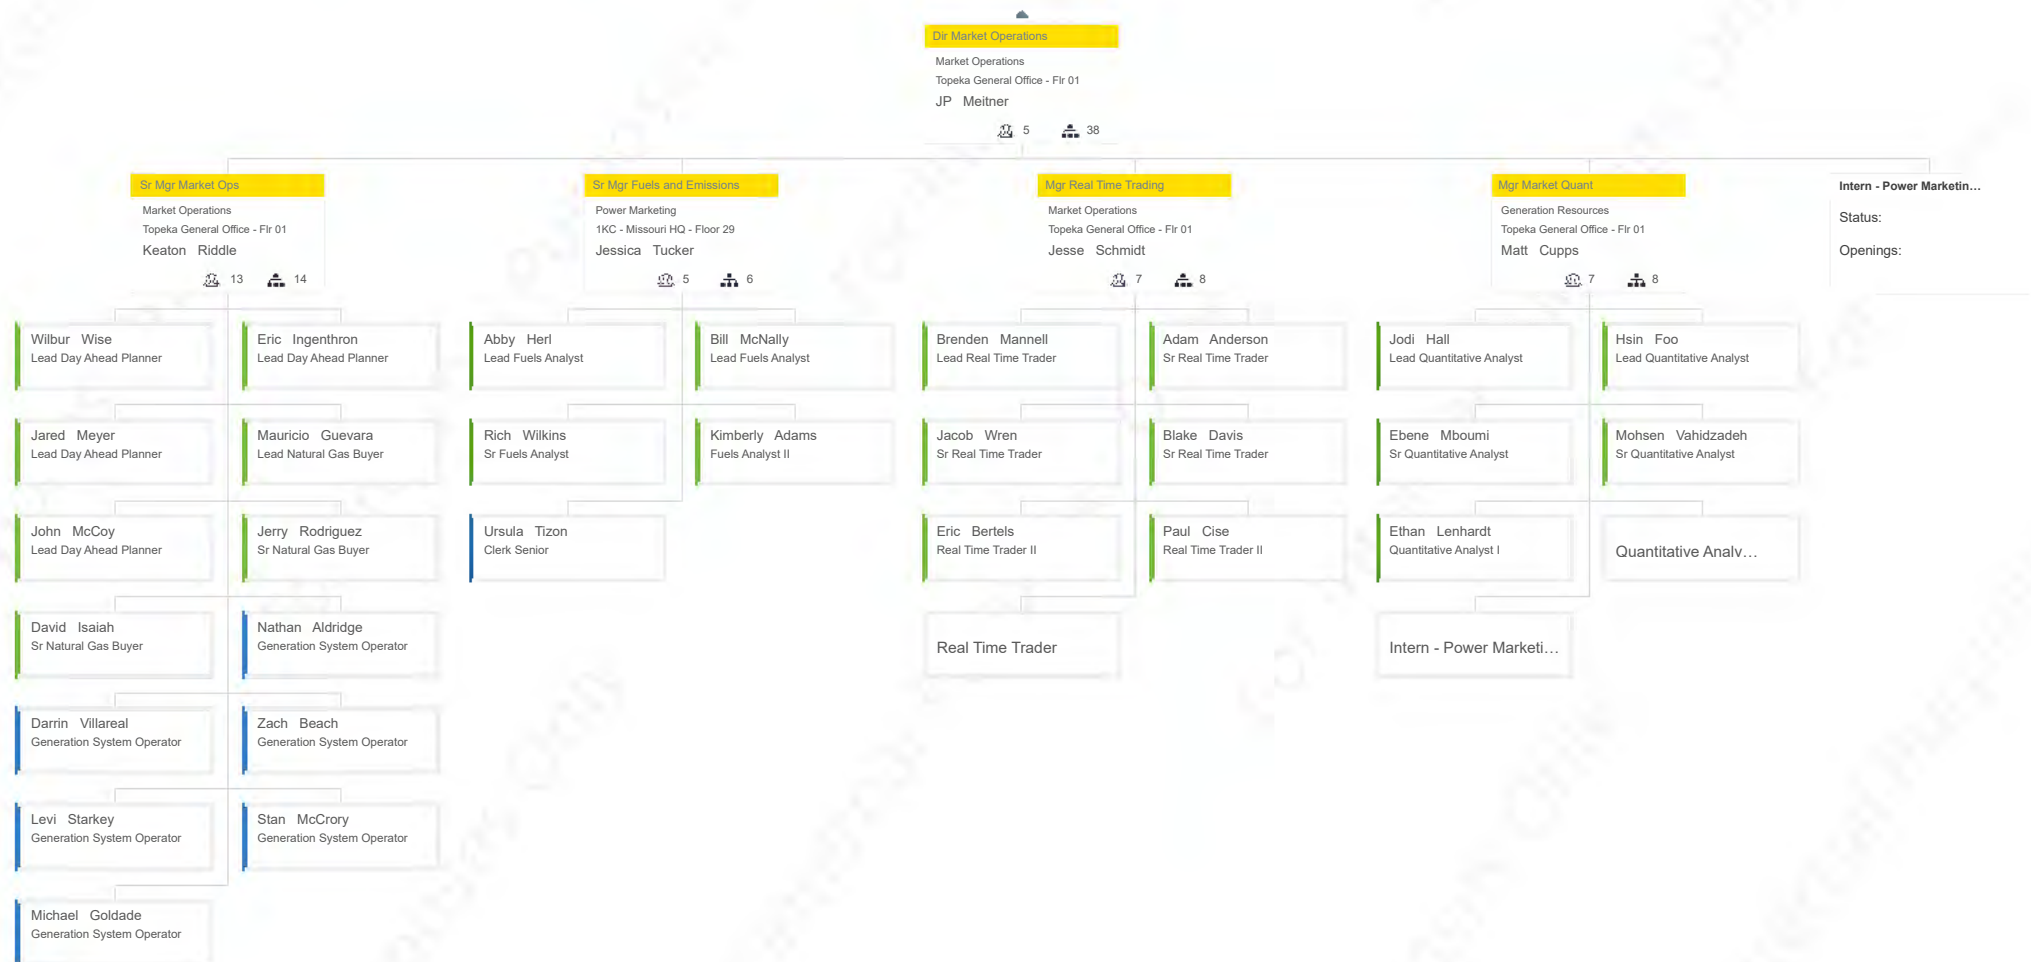 Dir Market Operations
Market Operations
Topeka General Office - Flr 01
JP Meitner
5 38
Sr Mgr Market Ops
Market Operations
Topeka General Office - Flr 01
Keaton Riddle
13 14
Sr Mgr Fuels and Emissions
Power Marketing
1KC - Missouri HQ - Floor 29
Jessica Tucker
5 6
Mgr Real Time Trading
Market Operations
Topeka General Office - Flr 01
Jesse Schmidt
7 8
Mgr Market Quant
Generation Resources
Topeka General Office - Flr 01
Matt Cupps
7 8
Intern - Power Marketin…
Status:
Openings:
Wilbur Wise
Lead Day Ahead Planner
Eric Ingenthron
Lead Day Ahead Planner
Jared Meyer
Lead Day Ahead Planner
Mauricio Guevara
Lead Natural Gas Buyer
John McCoy
Lead Day Ahead Planner
Jerry Rodriguez
Sr Natural Gas Buyer
David Isaiah
Sr Natural Gas Buyer
Nathan Aldridge
Generation System Operator
Darrin Villareal
Generation System Operator
Zach Beach
Generation System Operator
Levi Starkey
Generation System Operator
Stan McCrory
Generation System Operator
Michael Goldade
Generation System Operator
Abby Herl
Lead Fuels Analyst
Bill McNally
Lead Fuels Analyst
Rich Wilkins
Sr Fuels Analyst
Kimberly Adams
Fuels Analyst II
Ursula Tizon
Clerk Senior
Brenden Mannell
Lead Real Time Trader
Adam Anderson
Sr Real Time Trader
Jacob Wren
Sr Real Time Trader
Blake Davis
Sr Real Time Trader
Eric Bertels
Real Time Trader II
Paul Cise
Real Time Trader II
Real Time Trader
Jodi Hall
Lead Quantitative Analyst
Hsin Foo
Lead Quantitative Analyst
Ebene Mboumi
Sr Quantitative Analyst
Mohsen Vahidzadeh
Sr Quantitative Analyst
Ethan Lenhardt
Quantitative Analyst I
Quantitative Analy…
Intern - Power Marketi…